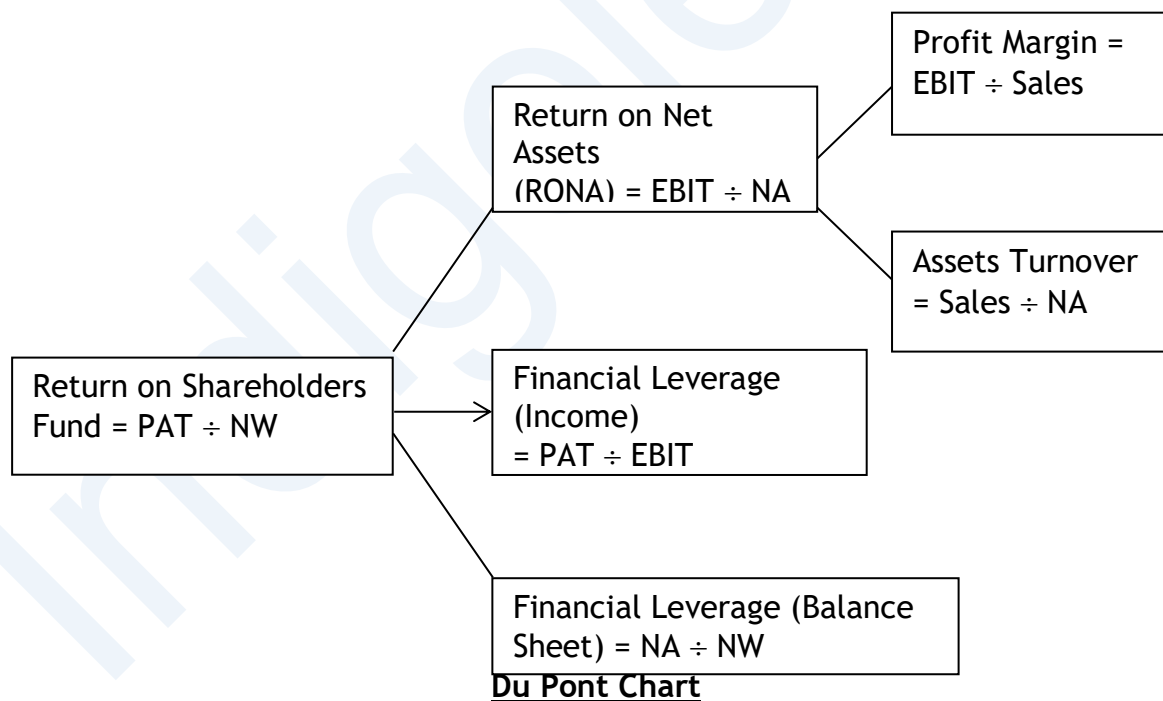 Profit Margin =
EBIT ÷ Sales
Return on Net
Assets
(RONA) = EBIT ÷ NA
Assets Turnover
= Sales ÷ NA
Return on Shareholders
Fund = PAT ÷ NW
Financial Leverage
(Income)
= PAT ÷ EBIT
Financial Leverage (Balance
Sheet) = NA ÷ NW
Du Pont Chart
Indigole